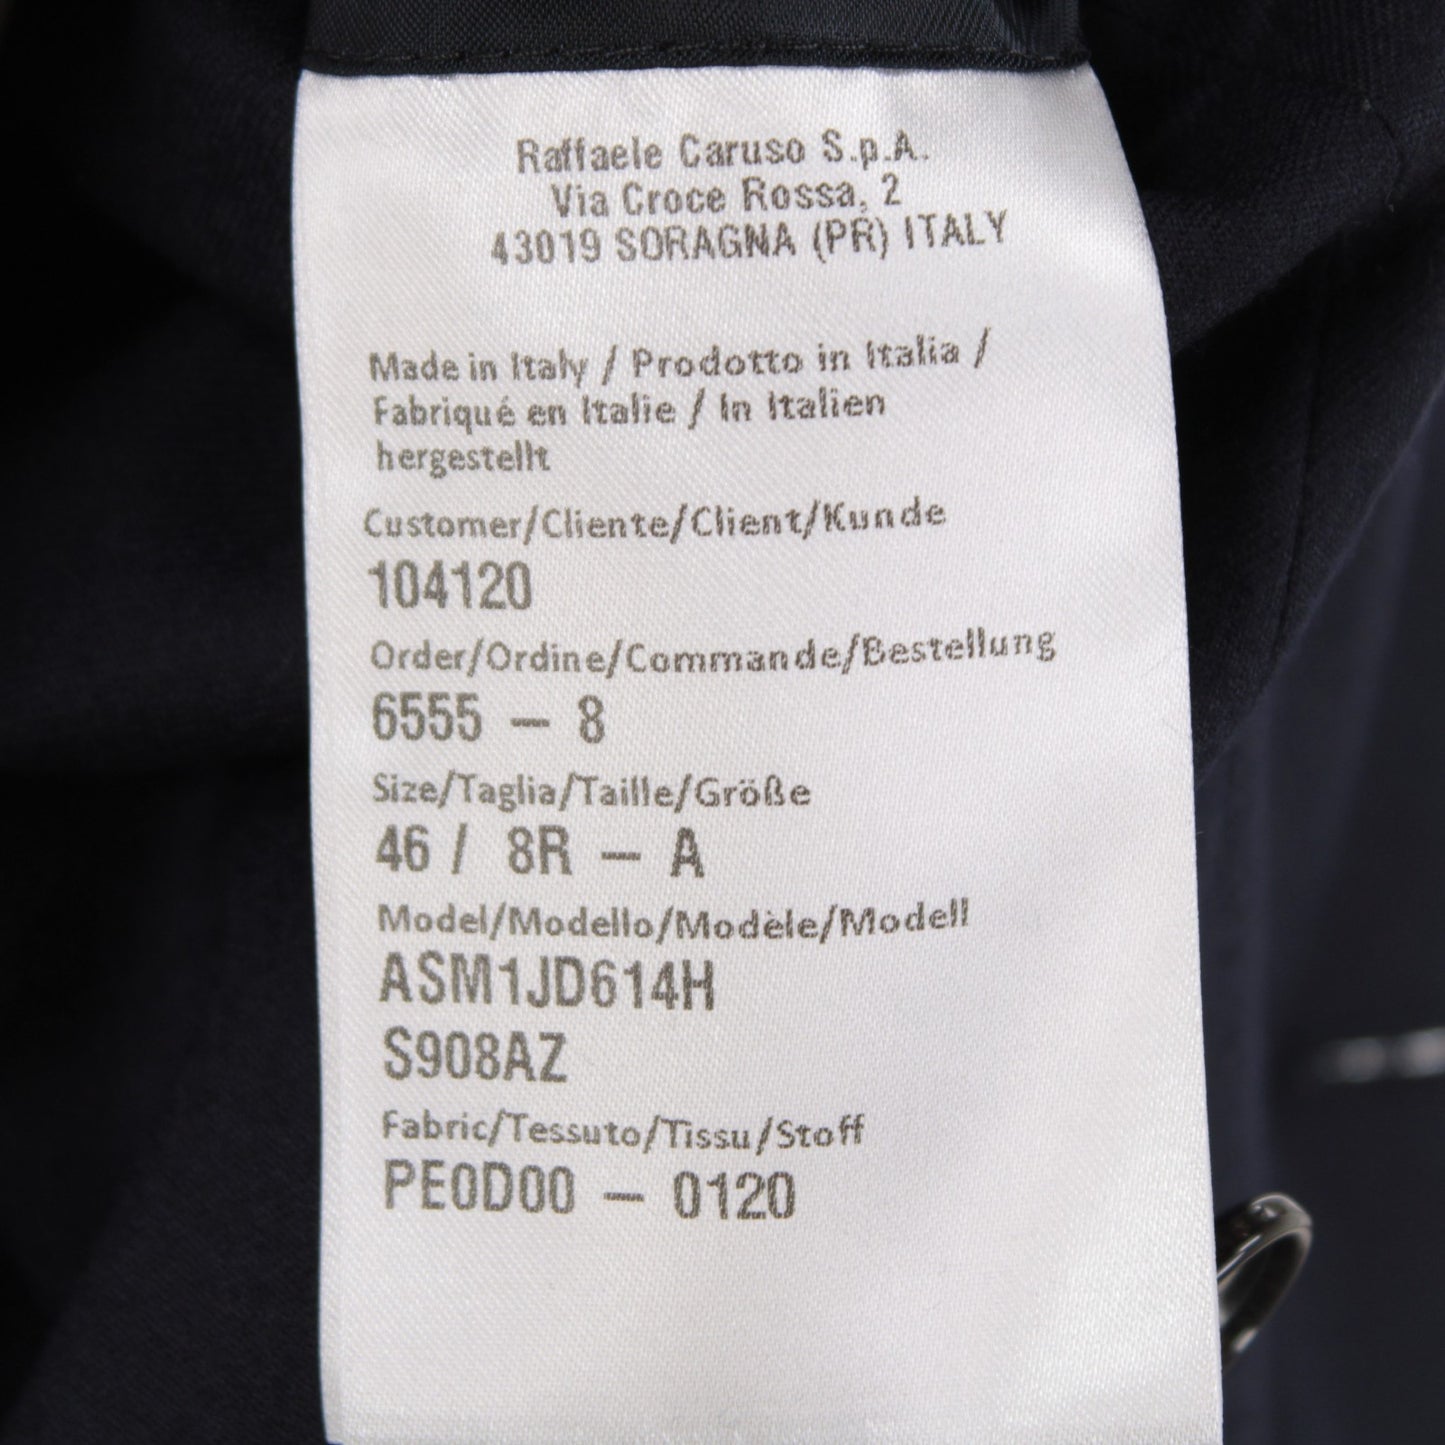 Raffaele Caruso S.p.A.
Via Croce Rossa, 2
43019 SORAGNA (PR) ITALY
Made in Italy / Prodotto in Italia /
Fabriqué en Italie / In Italien
hergestellt
Customer/Cliente/Client/Kunde
104120
Order/Ordine/Commande/Bestellung
6555 – 8
Size/Taglia/Taille/Größe
46 / 8R – A
Model/Modello/Modèle/Modell
ASM1JD614H
S908AZ
Fabric/Tessuto/Tissu/Stoff
PE0D00 – 0120